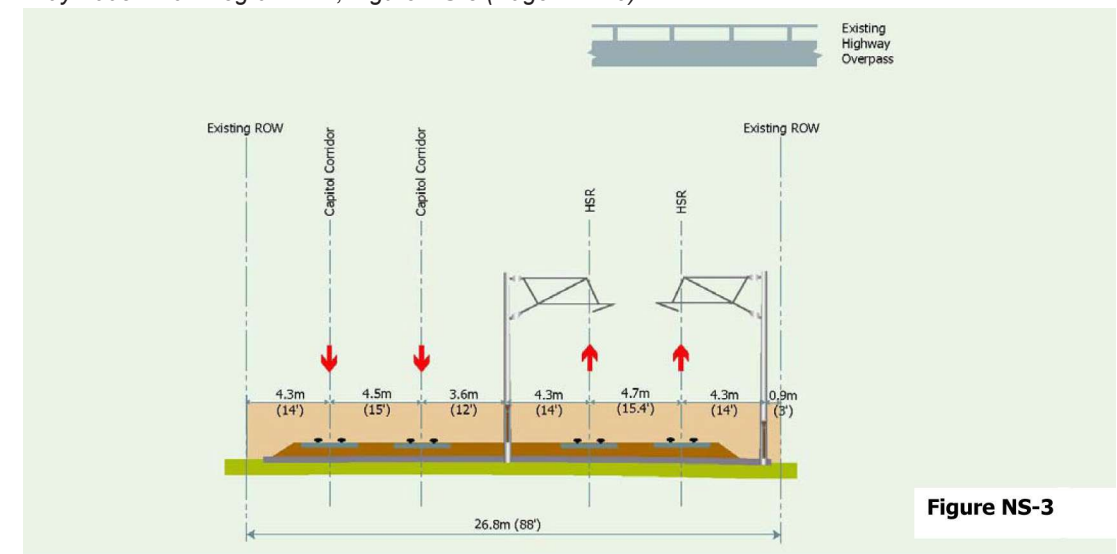 Existing
Highway
Overpass
Existing ROW
Existing ROW
Capitol Corridor
Capitol Corridor
HSR
HSR
4.3m
(14')
4.5m
(15')
3.6m
(12')
4.3m
(14')
4.7m
(15.4')
4.3m
(14')
0.9m
(3')
26.8m (88')
Figure NS-3